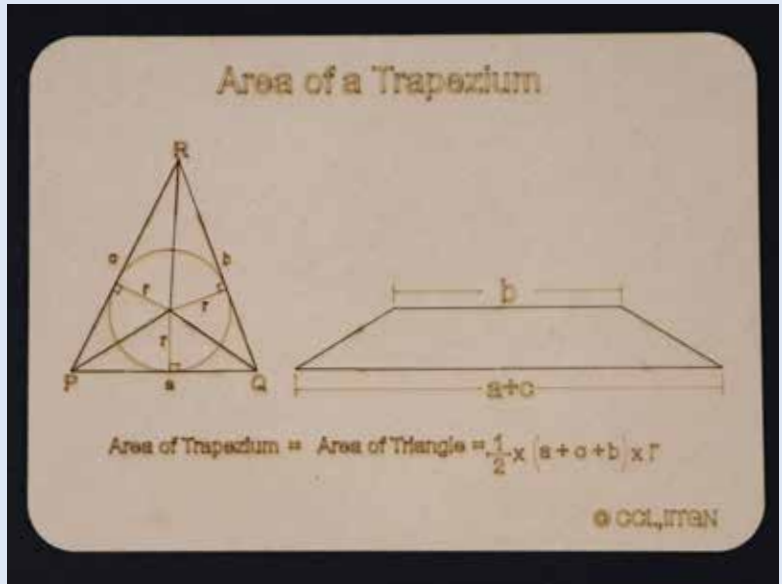 Area of a Trapezium
R
c
b
r
r
r
P
a
Q
b
a+c
Area of Trapezium = Area of Triangle = 1/2 x (a+c+b) x r
© CCL, IITGN